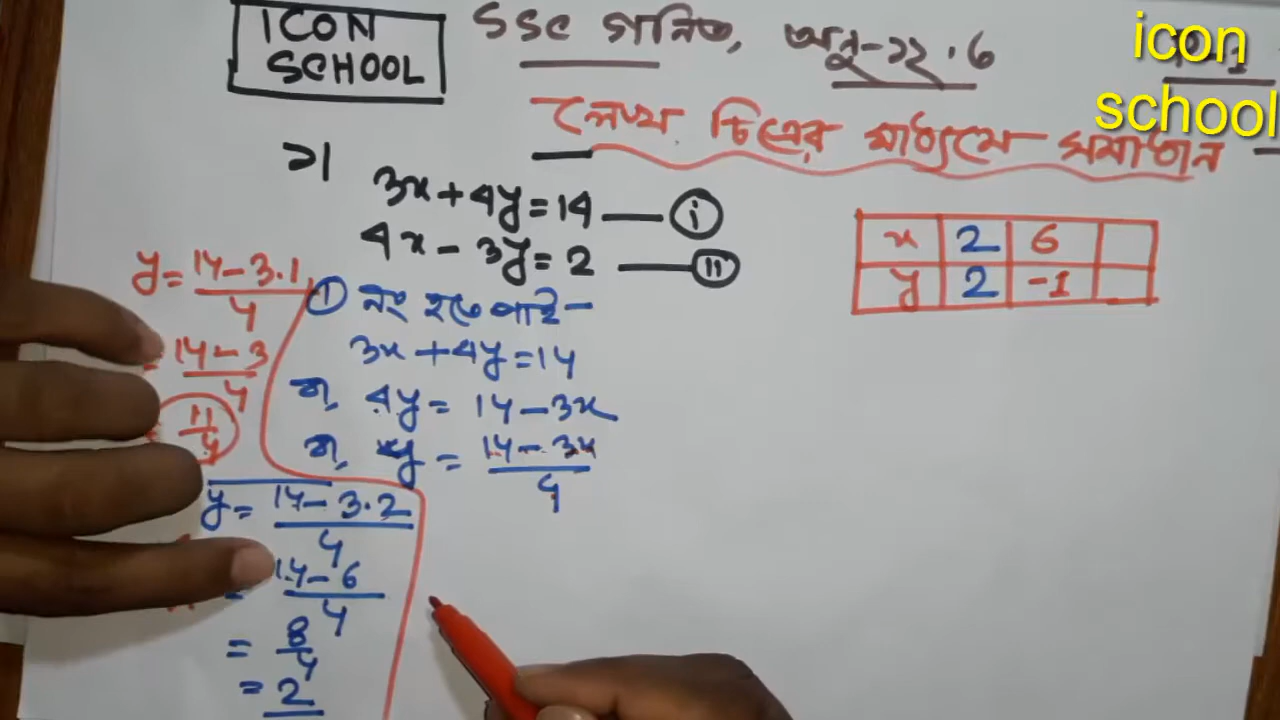 ICON SCHOOL
SSC গনিত, অনু-১২.৬
icon school
লেখ চিত্রের মাধ্যমে সমাধান
১।
3x + 4y = 14 —— i
4x - 3y = 2 —— ii
x 2 6
y 2 -1
y = 14 - 3·1 / 4
= 14 - 3 / 4
11 / 4
① নং হতে পাই-
3x + 4y = 14
বা, 4y = 14 - 3x
বা, y = 14 - 3x / 4
y = 14 - 3·2 / 4
= 14 - 6 / 4
= 8 / 4
= 2